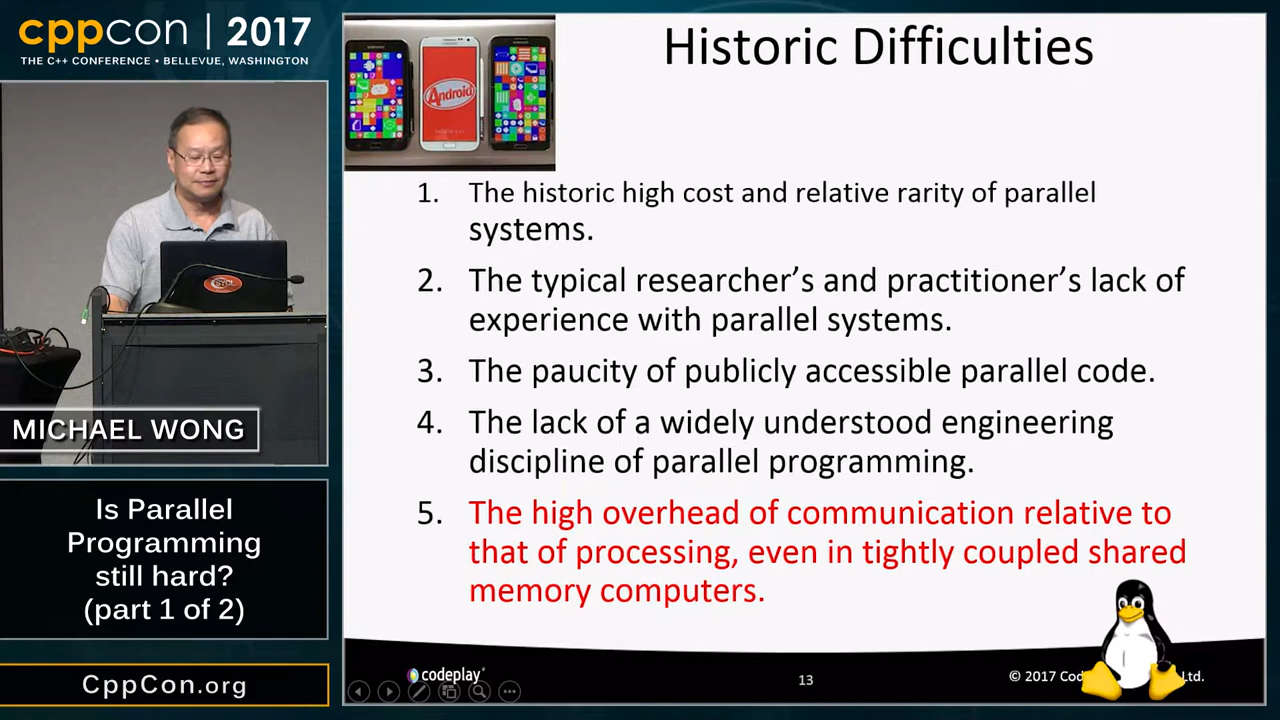 cppcon | 2017
THE C++ CONFERENCE • BELLEVUE, WASHINGTON
MICHAEL WONG
Is Parallel
Programming
still hard?
(part 1 of 2)
CppCon.org
Android
Historic Difficulties
1. The historic high cost and relative rarity of parallel
systems.
2. The typical researcher’s and practitioner’s lack of
experience with parallel systems.
3. The paucity of publicly accessible parallel code.
4. The lack of a widely understood engineering
discipline of parallel programming.
5. The high overhead of communication relative to
that of processing, even in tightly coupled shared
memory computers.
codeplay
13
© 2017 Cod Ltd.